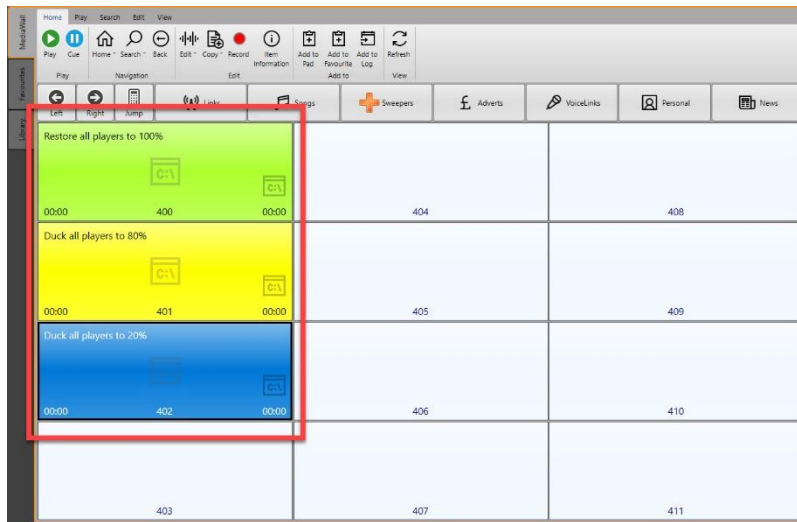 Home Play Search Edit View
MediaWall
Favourites
Library
Play Cue Home Search Back Edit Copy Record Item Information Add to Pad Add to Favourite Add to Log Refresh
Play Navigation Edit Add to View
Left Right Jump Links Songs Sweepers £ Adverts VoiceLinks Personal News
Restore all players to 100%
C:\
C:\
00:00 400 00:00 404 408
Duck all players to 80%
C:\
C:\
00:00 401 00:00 405 409
Duck all players to 20%
C:\
00:00 402 00:00 406 410
403 407 411